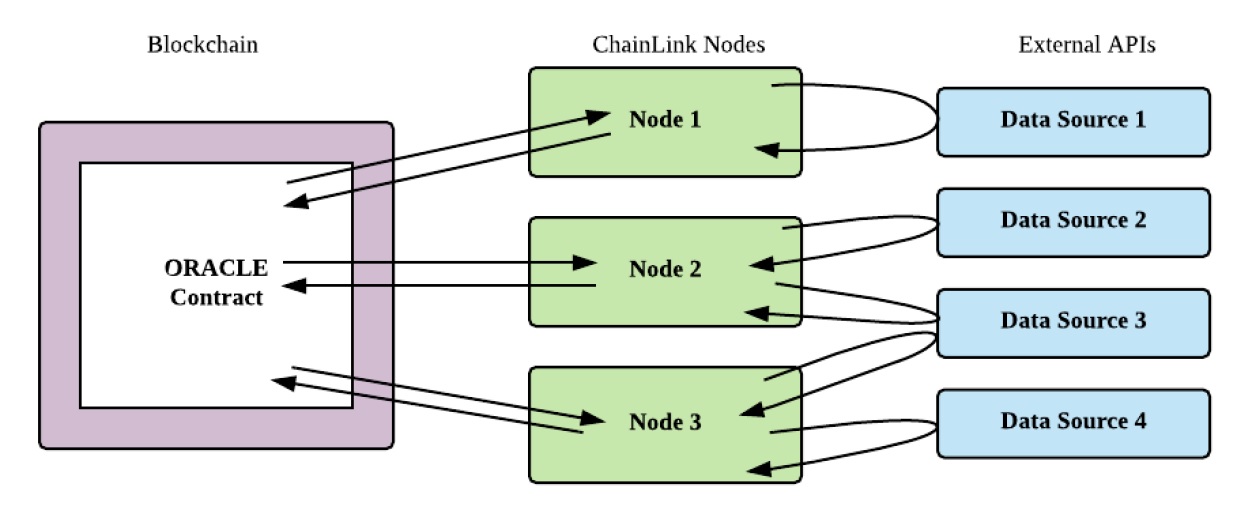 Blockchain
ChainLink Nodes
External APIs
Node 1
Data Source 1
Data Source 2
ORACLE
Contract
Node 2
Data Source 3
Node 3
Data Source 4